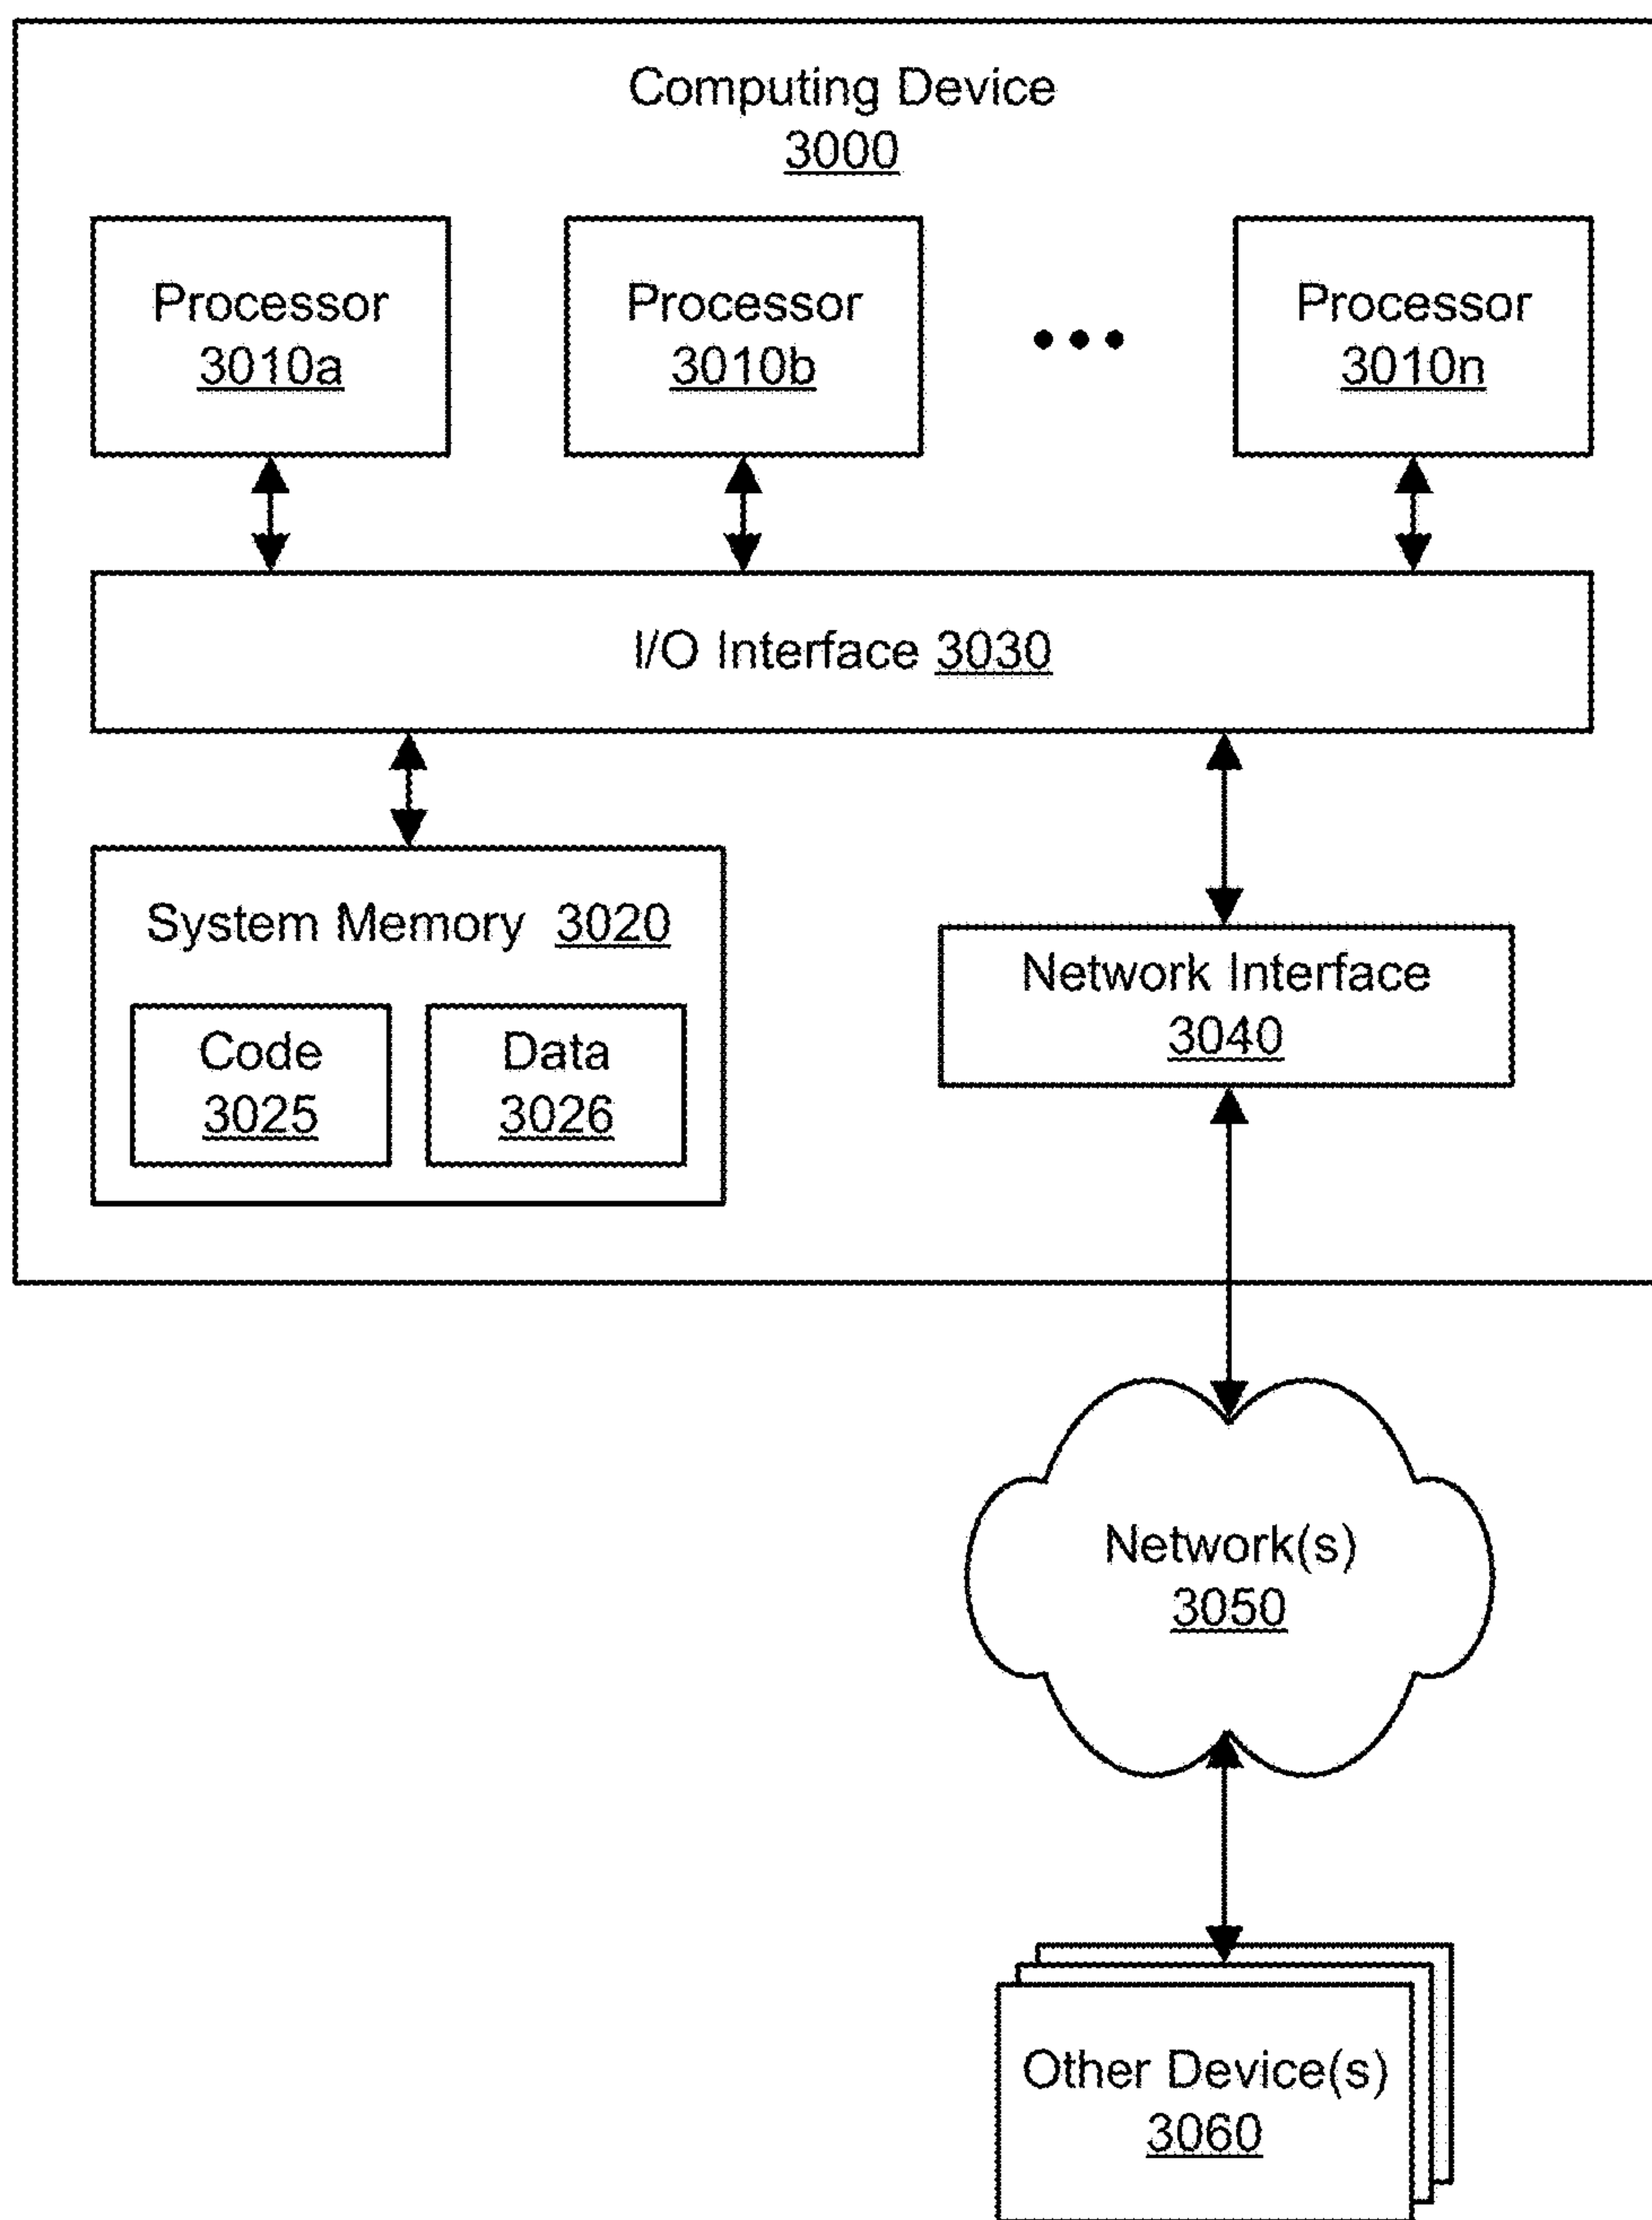 Computing Device
3000
Processor
3010a
Processor
3010b
Processor
3010n
I/O Interface 3030
System Memory 3020
Code
3025
Data
3026
Network Interface
3040
Network(s)
3050
Other Device(s)
3060